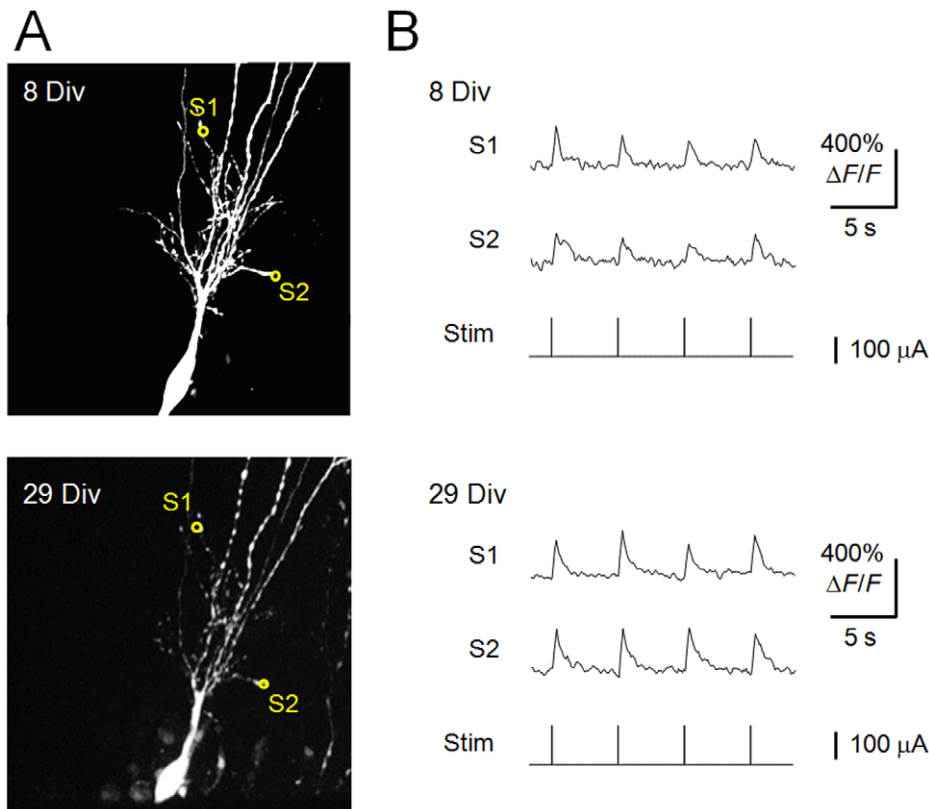 A
B
8 Div
S1
S2
8 Div
S1
400%
ΔF/F
5 s
S2
Stim
100 μA
29 Div
S1
S2
29 Div
S1
400%
ΔF/F
5 s
S2
Stim
100 μA